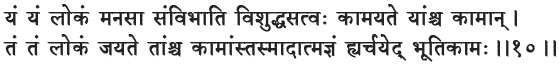 यं यं लोकं मनसा संविभाति विशुद्धसत्वः कामयते यांश्च कामान् ।
तं तं लोकं जयते तांश्च कामांस्तस्मादात्मज्ञं ह्यर्चयेद् भूतिकामः ।।१०।।